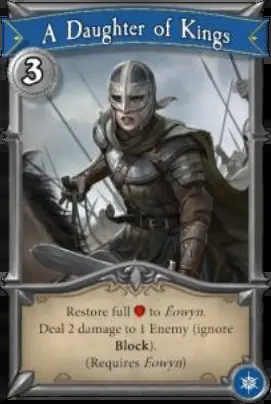 A Daughter of Kings
3
Restore full to Éowyn.
Deal 2 damage to 1 Enemy (ignore
Block).
(Requires Éowyn)